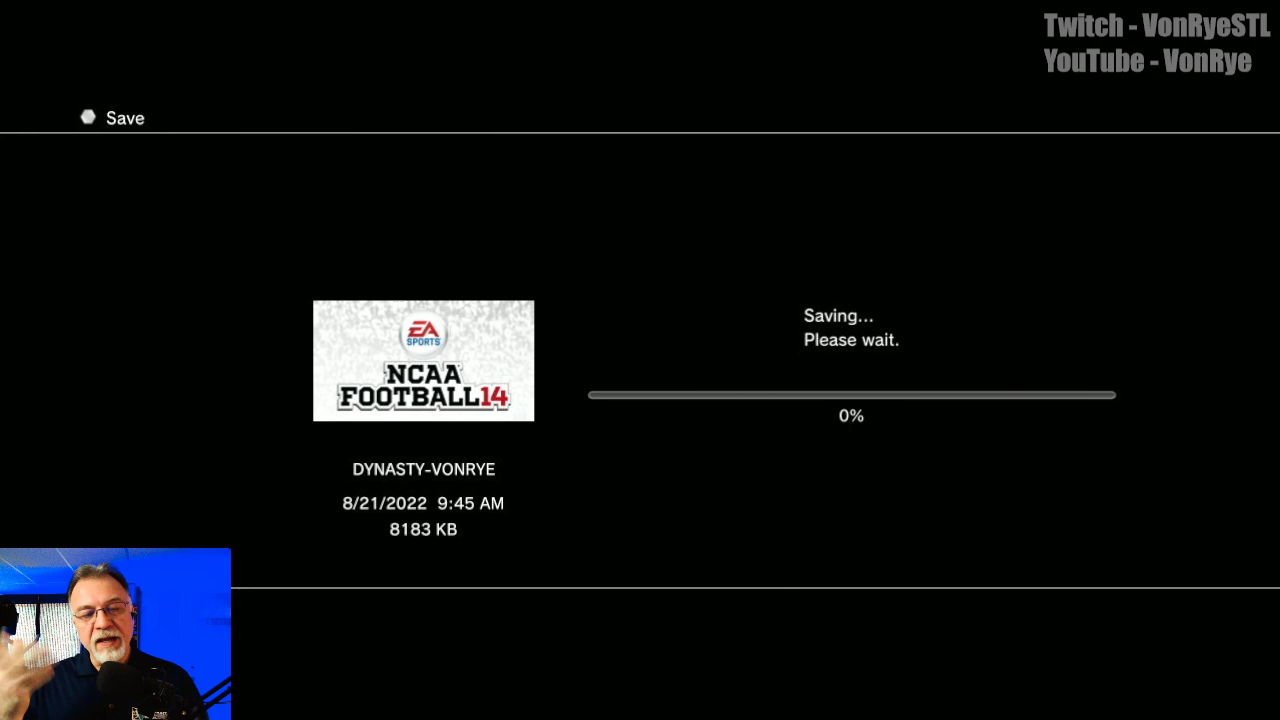 Twitch - VonRyeSTL
YouTube - VonRye
Save
EA
SPORTS
NCAA
FOOTBALL14
Saving...
Please wait.
0%
DYNASTY-VONRYE
8/21/2022 9:45 AM
8183 KB